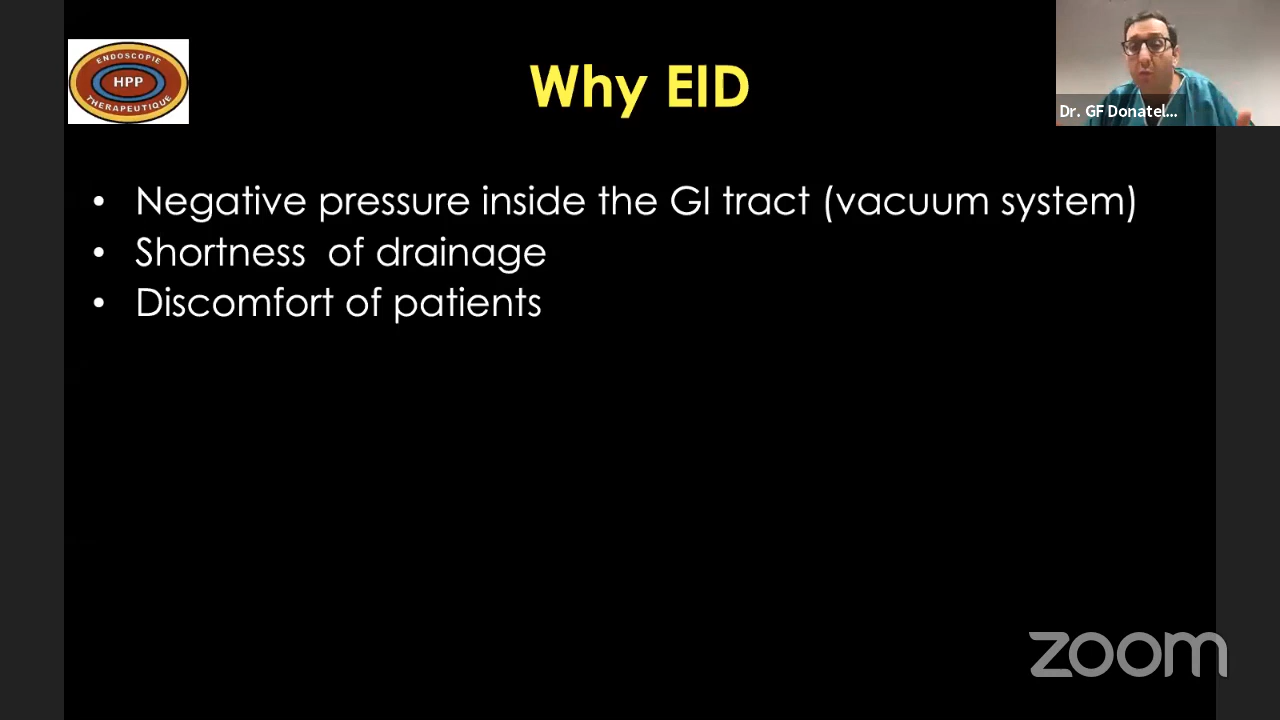 ENDOSCOPIE
HPP
THERAPEUTIQUE
Why EID
Dr. GF Donatel...
• Negative pressure inside the GI tract (vacuum system)
• Shortness  of drainage
• Discomfort of patients
zoom